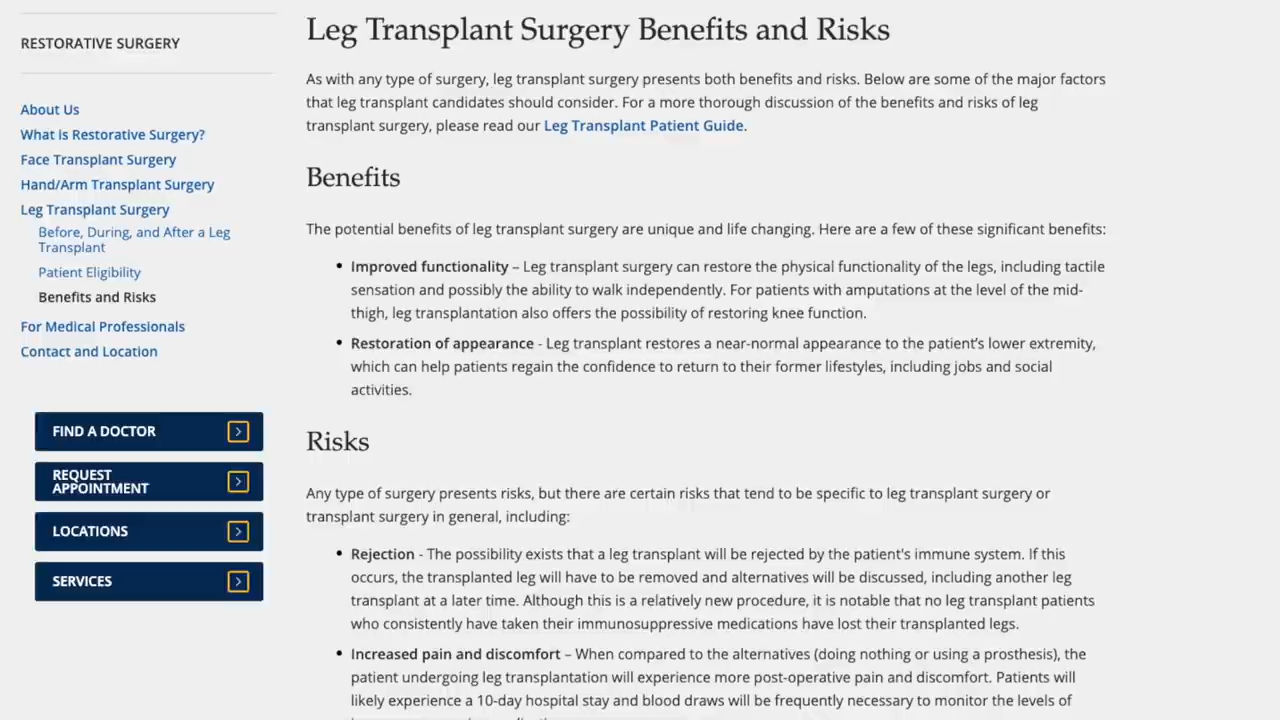 RESTORATIVE SURGERY
About Us
What is Restorative Surgery?
Face Transplant Surgery
Hand/Arm Transplant Surgery
Leg Transplant Surgery
Before, During, and After a Leg
Transplant
Patient Eligibility
Benefits and Risks
For Medical Professionals
Contact and Location
FIND A DOCTOR
REQUEST
APPOINTMENT
LOCATIONS
SERVICES
Leg Transplant Surgery Benefits and Risks
As with any type of surgery, leg transplant surgery presents both benefits and risks. Below are some of the major factors
that leg transplant candidates should consider. For a more thorough discussion of the benefits and risks of leg
transplant surgery, please read our Leg Transplant Patient Guide.
Benefits
The potential benefits of leg transplant surgery are unique and life changing. Here are a few of these significant benefits:
• Improved functionality – Leg transplant surgery can restore the physical functionality of the legs, including tactile
sensation and possibly the ability to walk independently. For patients with amputations at the level of the mid-
thigh, leg transplantation also offers the possibility of restoring knee function.
• Restoration of appearance - Leg transplant restores a near-normal appearance to the patient's lower extremity,
which can help patients regain the confidence to return to their former lifestyles, including jobs and social
activities.
Risks
Any type of surgery presents risks, but there are certain risks that tend to be specific to leg transplant surgery or
transplant surgery in general, including:
• Rejection - The possibility exists that a leg transplant will be rejected by the patient's immune system. If this
occurs, the transplanted leg will have to be removed and alternatives will be discussed, including another leg
transplant at a later time. Although this is a relatively new procedure, it is notable that no leg transplant patients
who consistently have taken their immunosuppressive medications have lost their transplanted legs.
• Increased pain and discomfort – When compared to the alternatives (doing nothing or using a prosthesis), the
patient undergoing leg transplantation will experience more post-operative pain and discomfort. Patients will
likely experience a 10-day hospital stay and blood draws will be frequently necessary to monitor the levels of